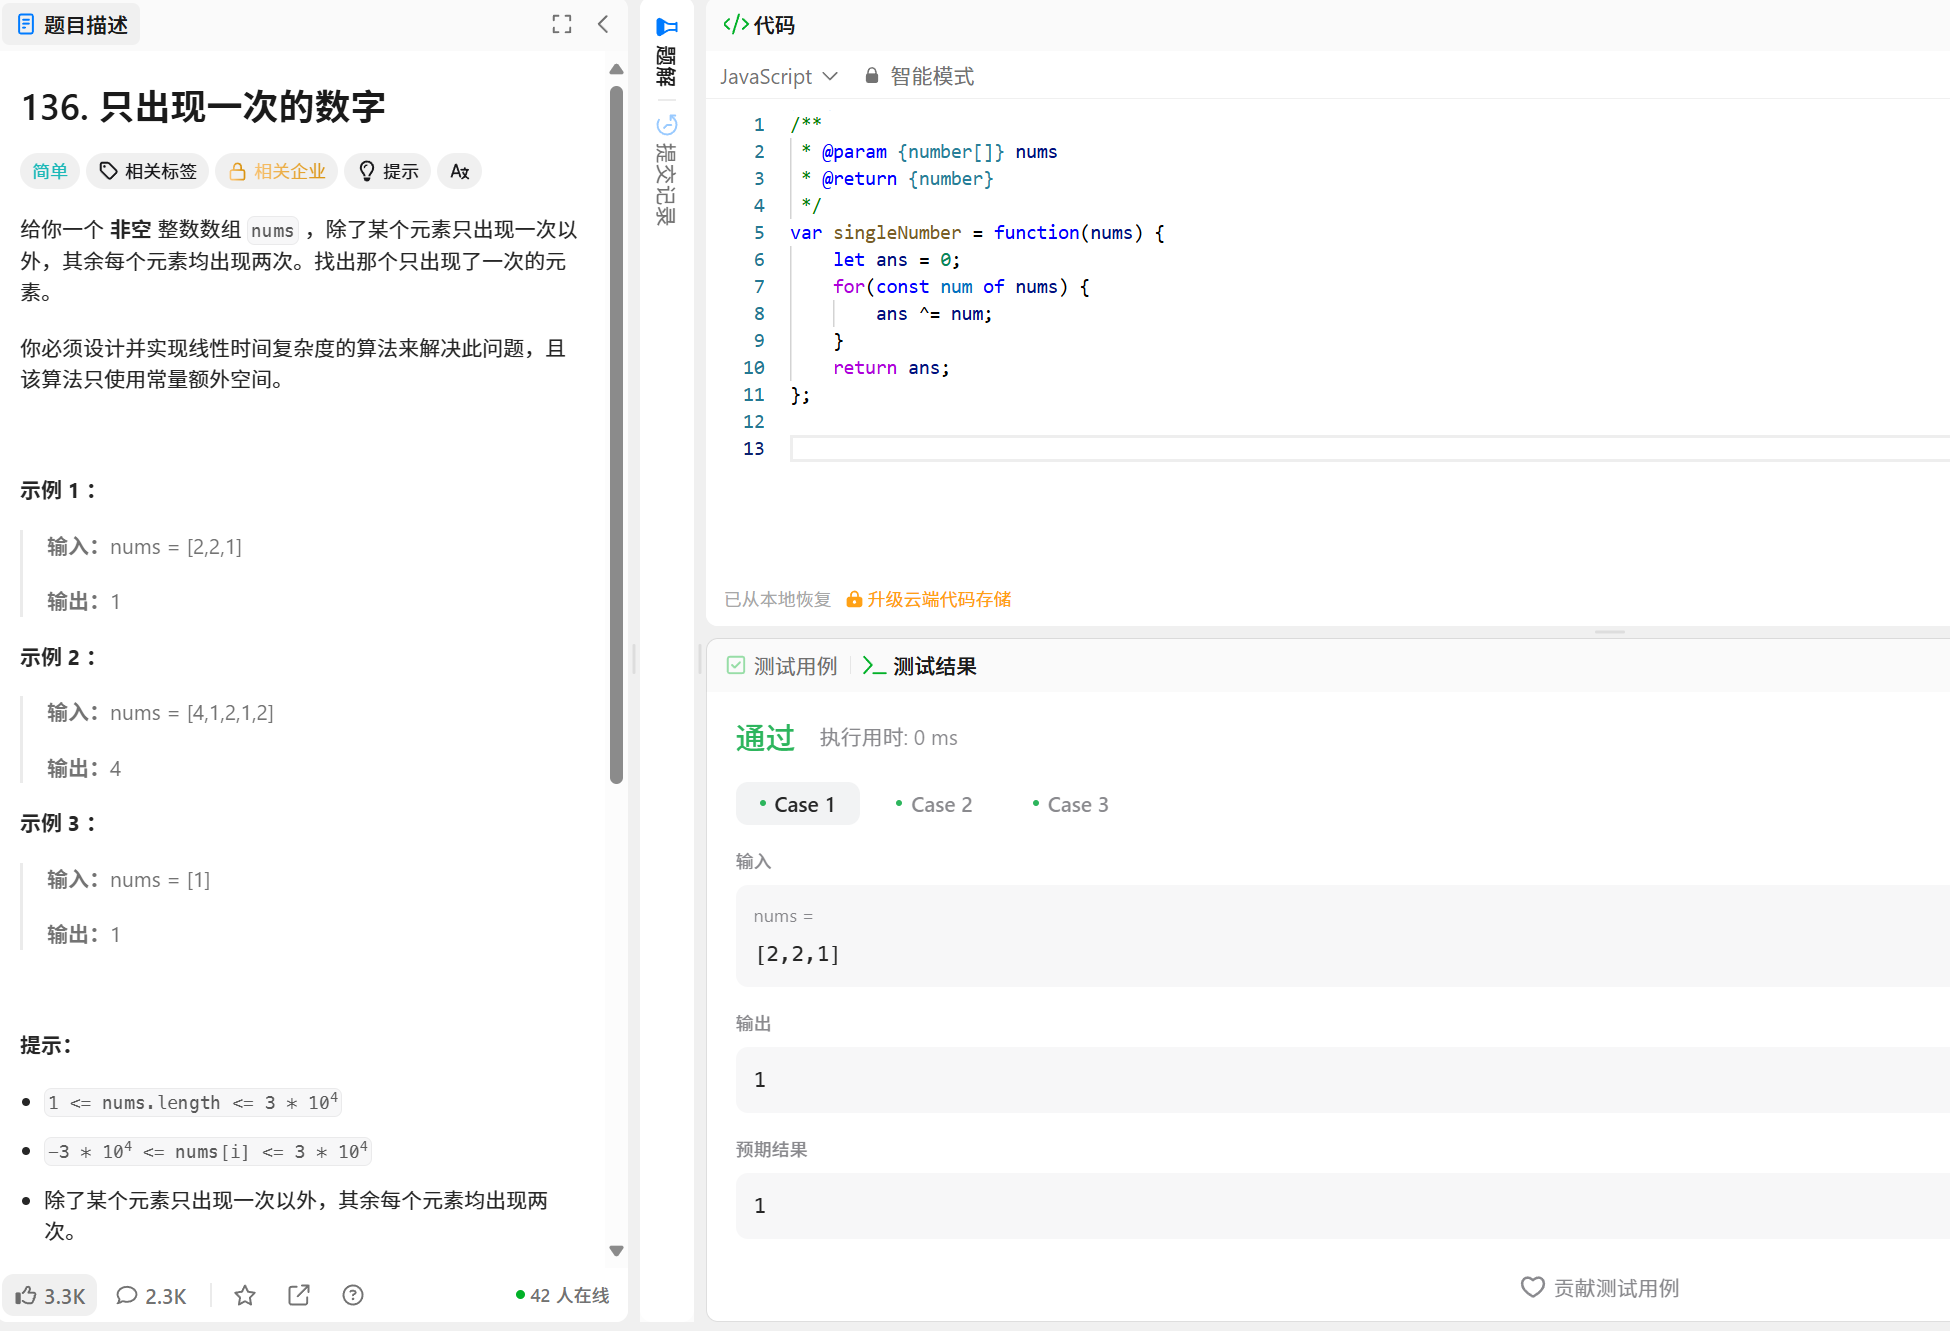 题目描述
136. 只出现一次的数字
简单 相关标签 相关企业 提示 Aぁ
给你一个 非空 整数数组 nums ，除了某个元素只出现一次以
外，其余每个元素均出现两次。找出那个只出现了一次的元
素。
你必须设计并实现线性时间复杂度的算法来解决此问题，且
该算法只使用常量额外空间。
示例 1 ：
输入：nums = [2,2,1]
输出：1
示例 2 ：
输入：nums = [4,1,2,1,2]
输出：4
示例 3 ：
输入：nums = [1]
输出：1
提示：
1 <= nums.length <= 3 * 10⁴
-3 * 10⁴ <= nums[i] <= 3 * 10⁴
除了某个元素只出现一次以外，其余每个元素均出现两
次。
3.3K 2.3K 42 人在线
题解
提交记录
</> 代码
JavaScript 智能模式
1 /**
2 * @param {number[]} nums
3 * @return {number}
4 */
5 var singleNumber = function(nums) {
6 let ans = 0;
7 for(const num of nums) {
8 ans ^= num;
9 }
10 return ans;
11 };
12
13
已从本地恢复 升级云端代码存储
测试用例 >_ 测试结果
通过 执行用时: 0 ms
Case 1 Case 2 Case 3
输入
nums =
[2,2,1]
输出
1
预期结果
1
贡献测试用例